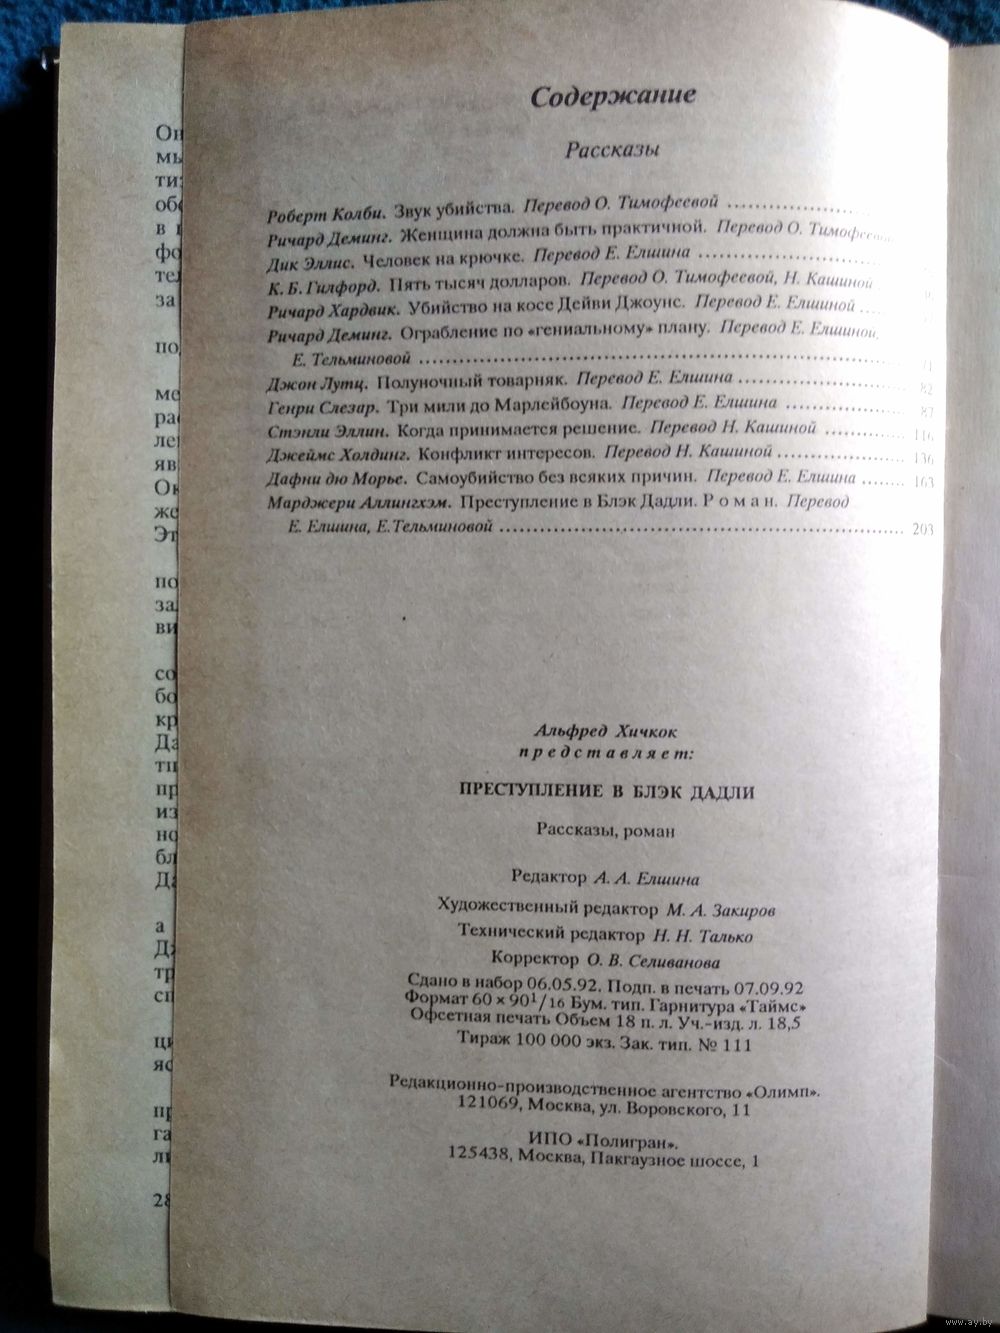 Содержание
Рассказы
Роберт Колби. Звук убийства. Перевод О. Тимофеевой
Ричард Деминг. Женщина должна быть практичной. Перевод О. Тимофеевой
Дик Эллис. Человек на крючке. Перевод Е. Елшина
К. Б. Гилфорд. Пять тысяч долларов. Перевод О. Тимофеевой, Н. Кашиной
Ричард Хардвик. Убийство на косе Дейви Джоунс. Перевод Е. Елшиной
Ричард Деминг. Ограбление по «гениальному» плану. Перевод Е. Елшиной,
Е. Тельминовой
Джон Лутц. Полуночный товарняк. Перевод Е. Елшина 82
Генри Слезар. Три мили до Марлейбоуна. Перевод Е. Елшина 87
Стэнли Эллин. Когда принимается решение. Перевод Н. Кашиной 116
Джеймс Холдинг. Конфликт интересов. Перевод Н. Кашиной 136
Дафни дю Морье. Самоубийство без всяких причин. Перевод Е. Елшина 163
Марджери Аллингхэм. Преступление в Блэк Дадли. Р о м а н. Перевод
Е. Елшина, Е. Тельминовой 203
Альфред Хичкок
п р е д с т а в л я е т:
ПРЕСТУПЛЕНИЕ В БЛЭК ДАДЛИ
Рассказы, роман
Редактор А. А. Елшина
Художественный редактор М. А. Закиров
Технический редактор Н. Н. Талько
Корректор О. В. Селиванова
Сдано в набор 06.05.92. Подп. в печать 07.09.92
Формат 60 × 90 1/16 Бум. тип. Гарнитура «Таймс»
Офсетная печать Объем 18 п. л. Уч.-изд. л. 18,5
Тираж 100 000 экз. Зак. тип. № 111
Редакционно-производственное агентство «Олимп».
121069, Москва, ул. Воровского, 11
ИПО «Полигран».
125438, Москва, Пакгаузное шоссе, 1
www.ay.by